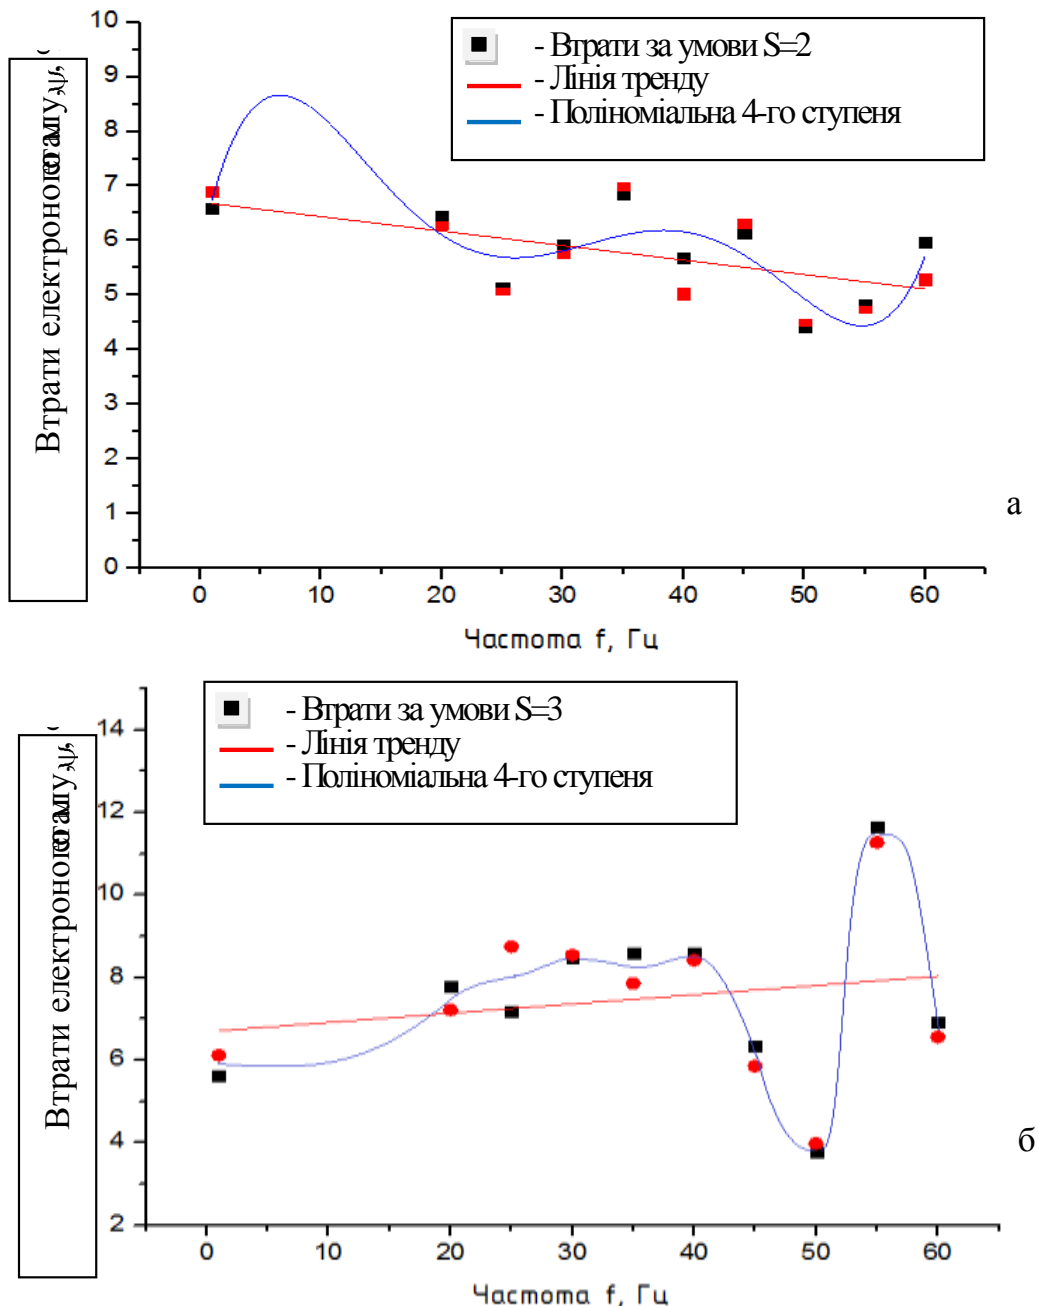 10
9
8
7
6
5
4
3
2
1
0
Втрати електроного
- Втрати за умови S=2
- Лінія тренду
- Поліноміальна 4-го ступеня
а
0 10 20 30 40 50 60
Частота f, Гц
14
12
10
8
6
4
2
Втрати електроного
- Втрати за умови S=3
- Лінія тренду
- Поліноміальна 4-го ступеня
б
0 20 30 40 50 60
Частота f, Гц